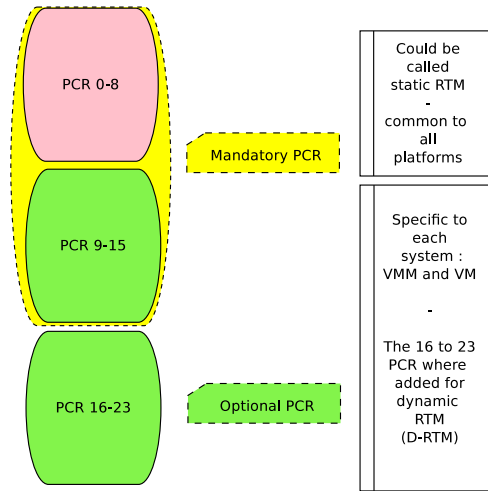 PCR 0-8
Mandatory PCR
PCR 9-15
PCR 16-23
Optional PCR
Could be
called
static RTM
-
common to
all
platforms
Specific to
each
system :
VMM and VM
-
The 16 to 23
PCR where
added for
dynamic
RTM
(D-RTM)